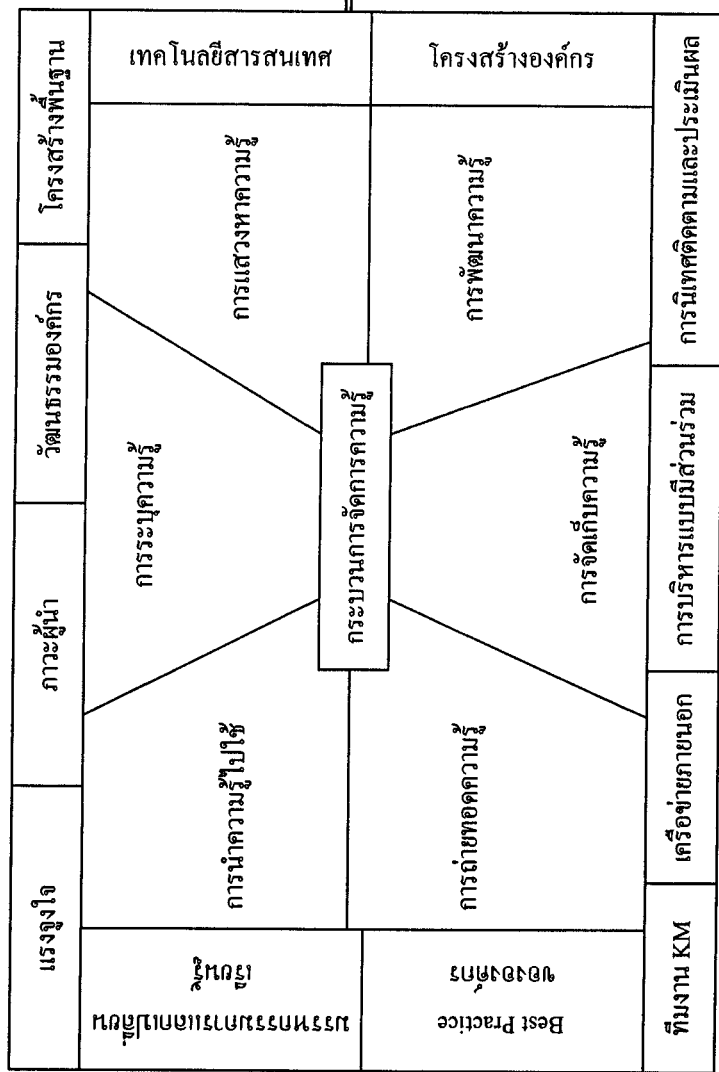 แรงจูงใจ
ภาวะผู้นำ
วัฒนธรรมองค์กร
โครงสร้างพื้นฐาน
การแลกเปลี่ยน
เรียนรู้
การนำความรู้ไปใช้
การระบุความรู้
การแสวงหาความรู้
เทคโนลยีสารสนเทศ
กระบวนการจัดการความรู้
Best Practice
ขององค์กร
การถ่ายทอดความรู้
การจัดเก็บความรู้
การพัฒนาความรู้
โครงสร้างองค์กร
ทีมงาน KM
เครือข่ายภายนอก
การบริหารแบบมีส่วนร่วม
การนิเทศติดตามและประเมินผล